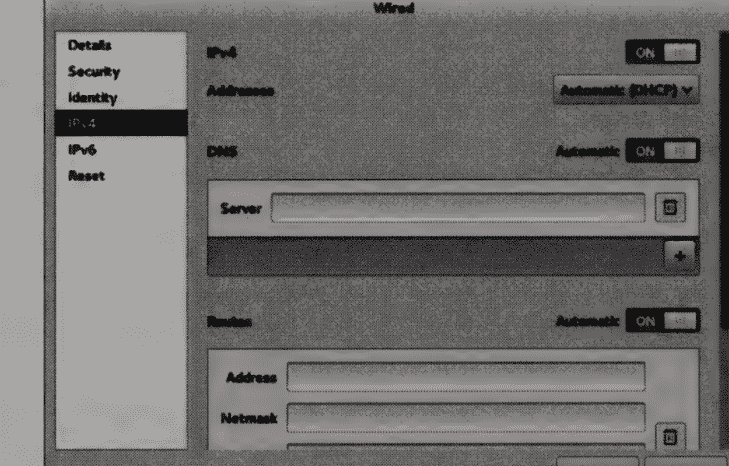 Wired
Details
Security
Identity
IPv4
IPv6
Reset
IPv4 ON
Addresses Automatic (DHCP)
DNS Automatic ON
Server
+
Routes Automatic ON
Address
Netmask